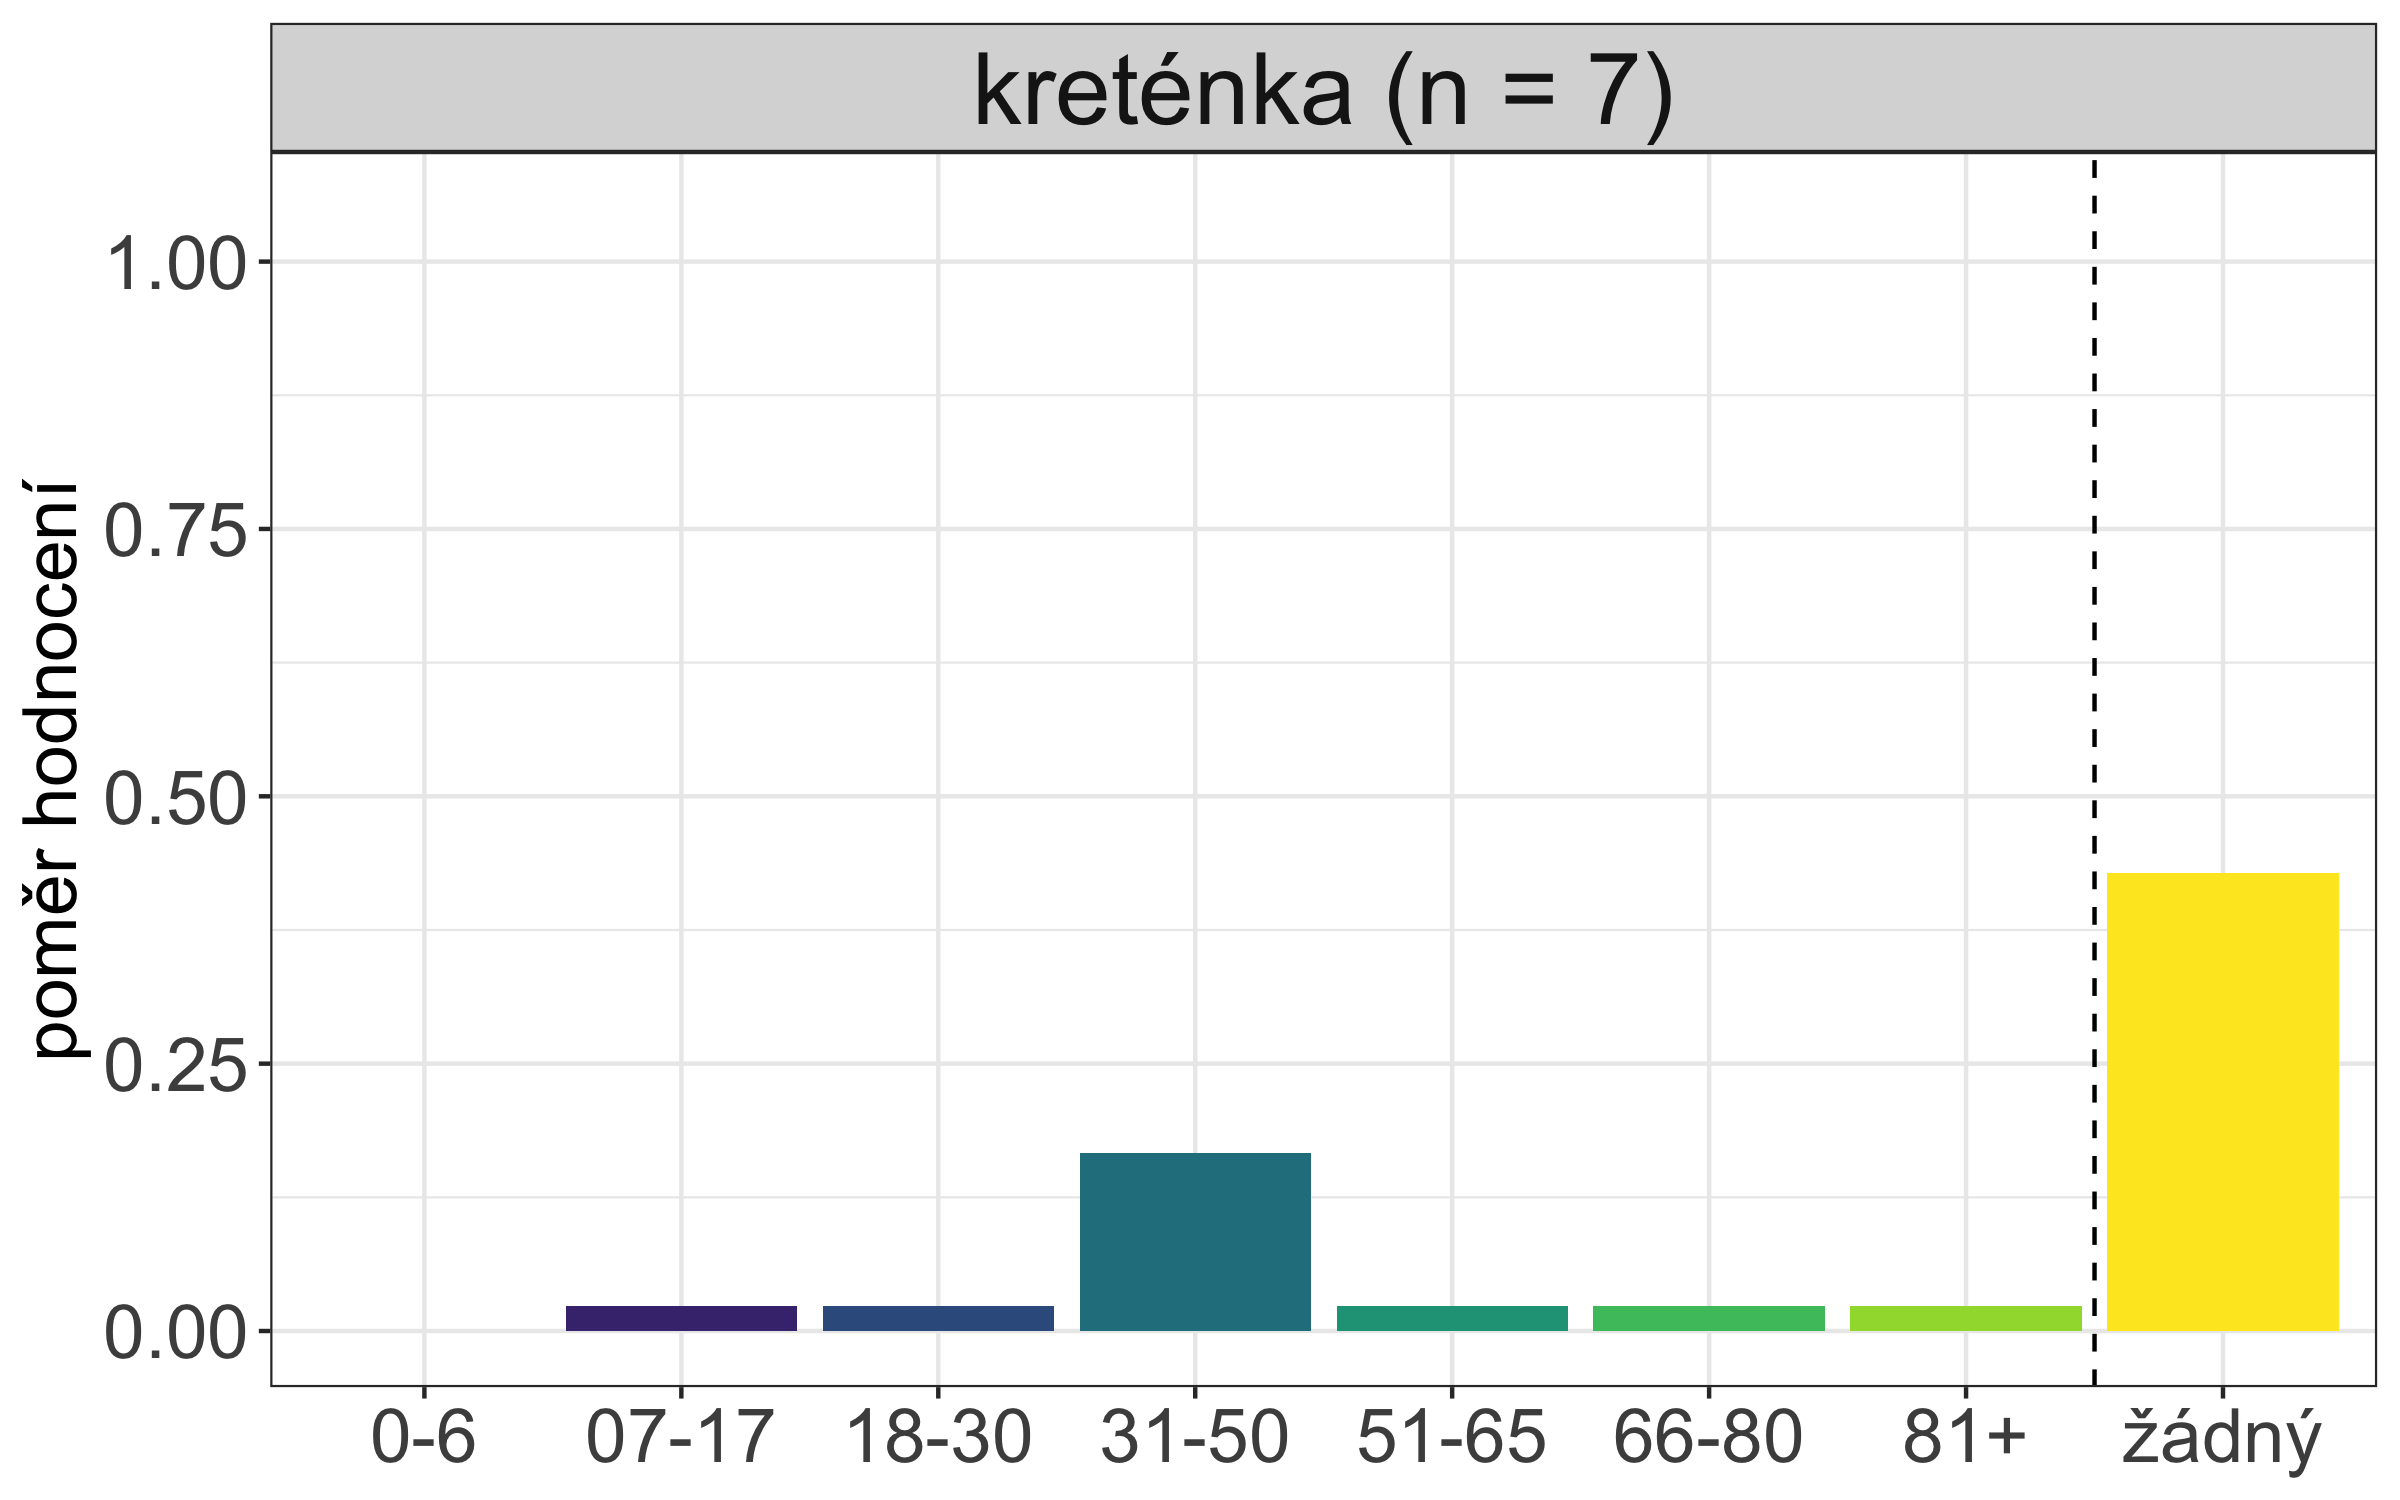 kreténka (n = 7)
poměr hodnocení
1.00
0.75
0.50
0.25
0.00
0-6 07-17 18-30 31-50 51-65 66-80 81+ žádný